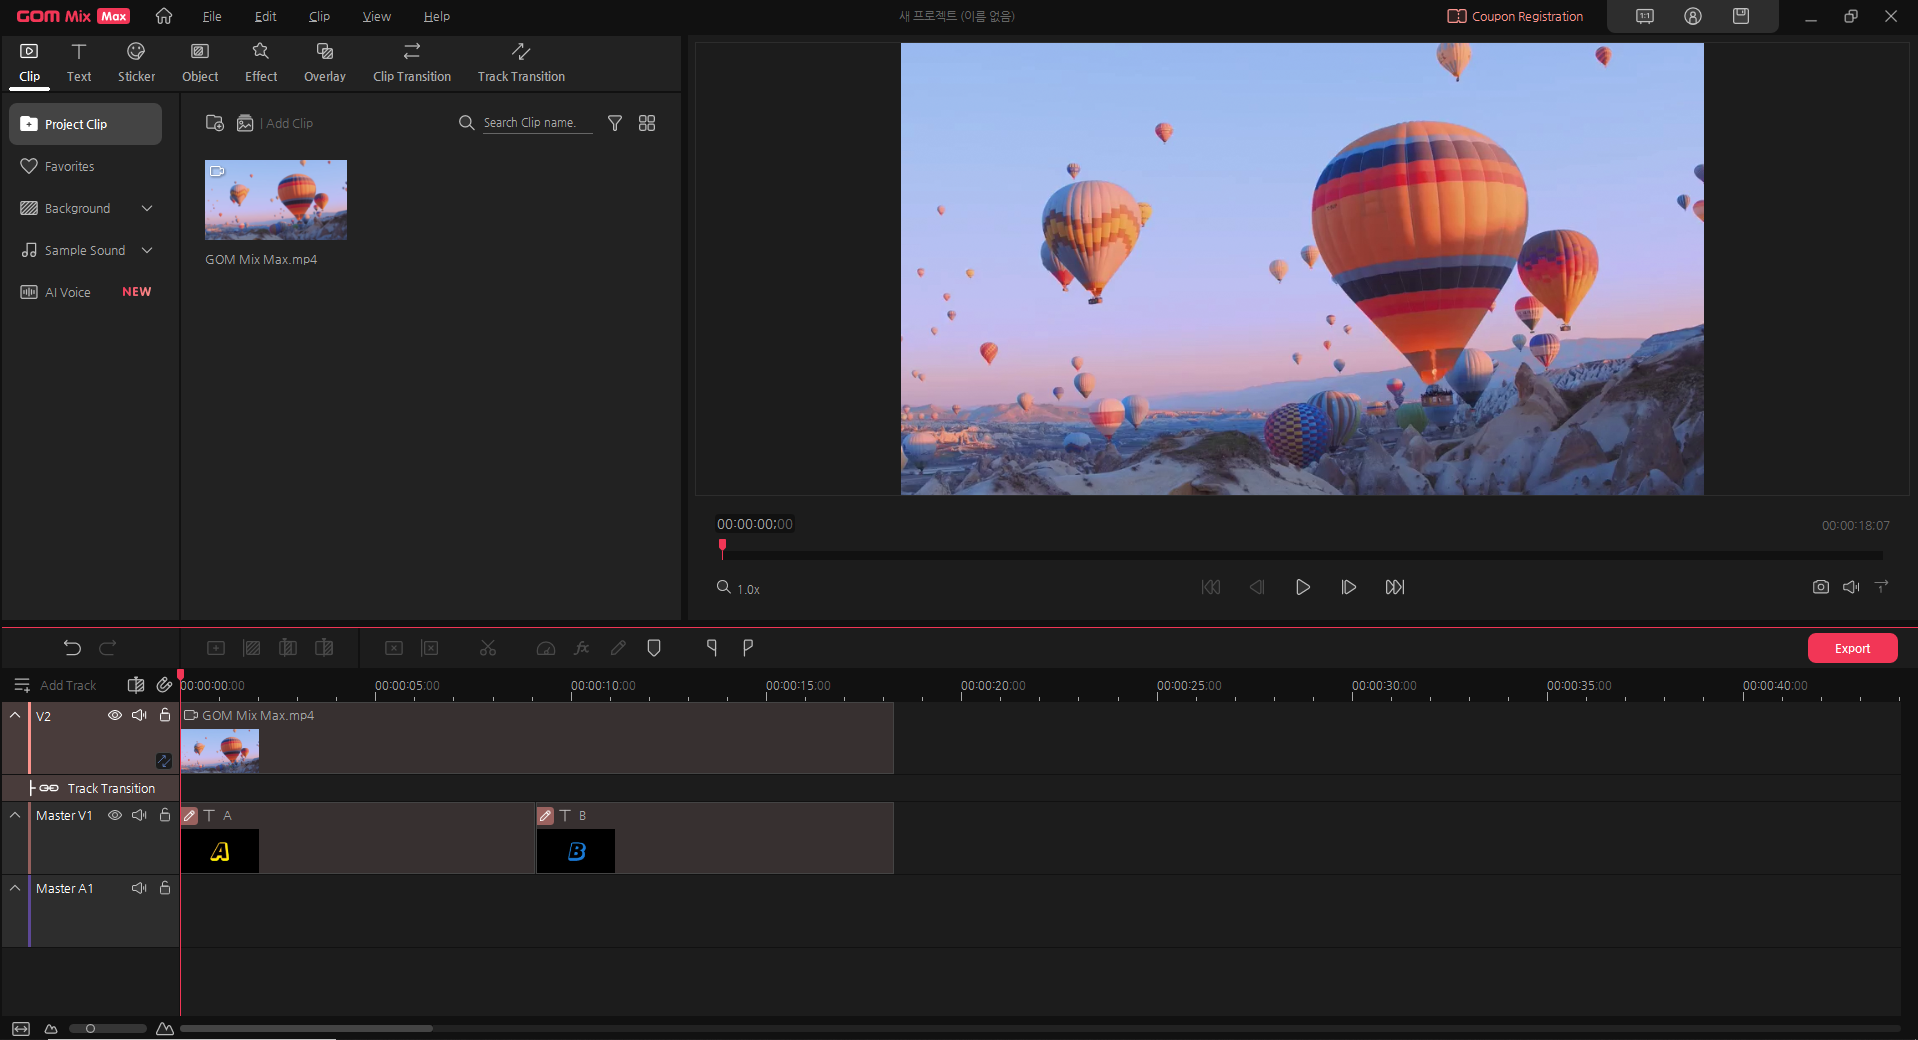 GOM Mix Max
File Edit Clip View Help
새 프로젝트 (이름 없음)
Coupon Registration
1:1
Clip Text Sticker Object Effect Overlay Clip Transition Track Transition
Project Clip
Favorites
Background
Sample Sound
AI Voice NEW
| Add Clip
Search Clip name.
GOM Mix Max.mp4
00:00:00;00
00:00:18;07
1.0x
fx
Export
Add Track
00:00:00:00 00:00:05:00 00:00:10:00 00:00:15:00 00:00:20:00 00:00:25:00 00:00:30:00 00:00:35:00 00:00:40:00
V2
GOM Mix Max.mp4
Track Transition
Master V1
T A
A
T B
B
Master A1